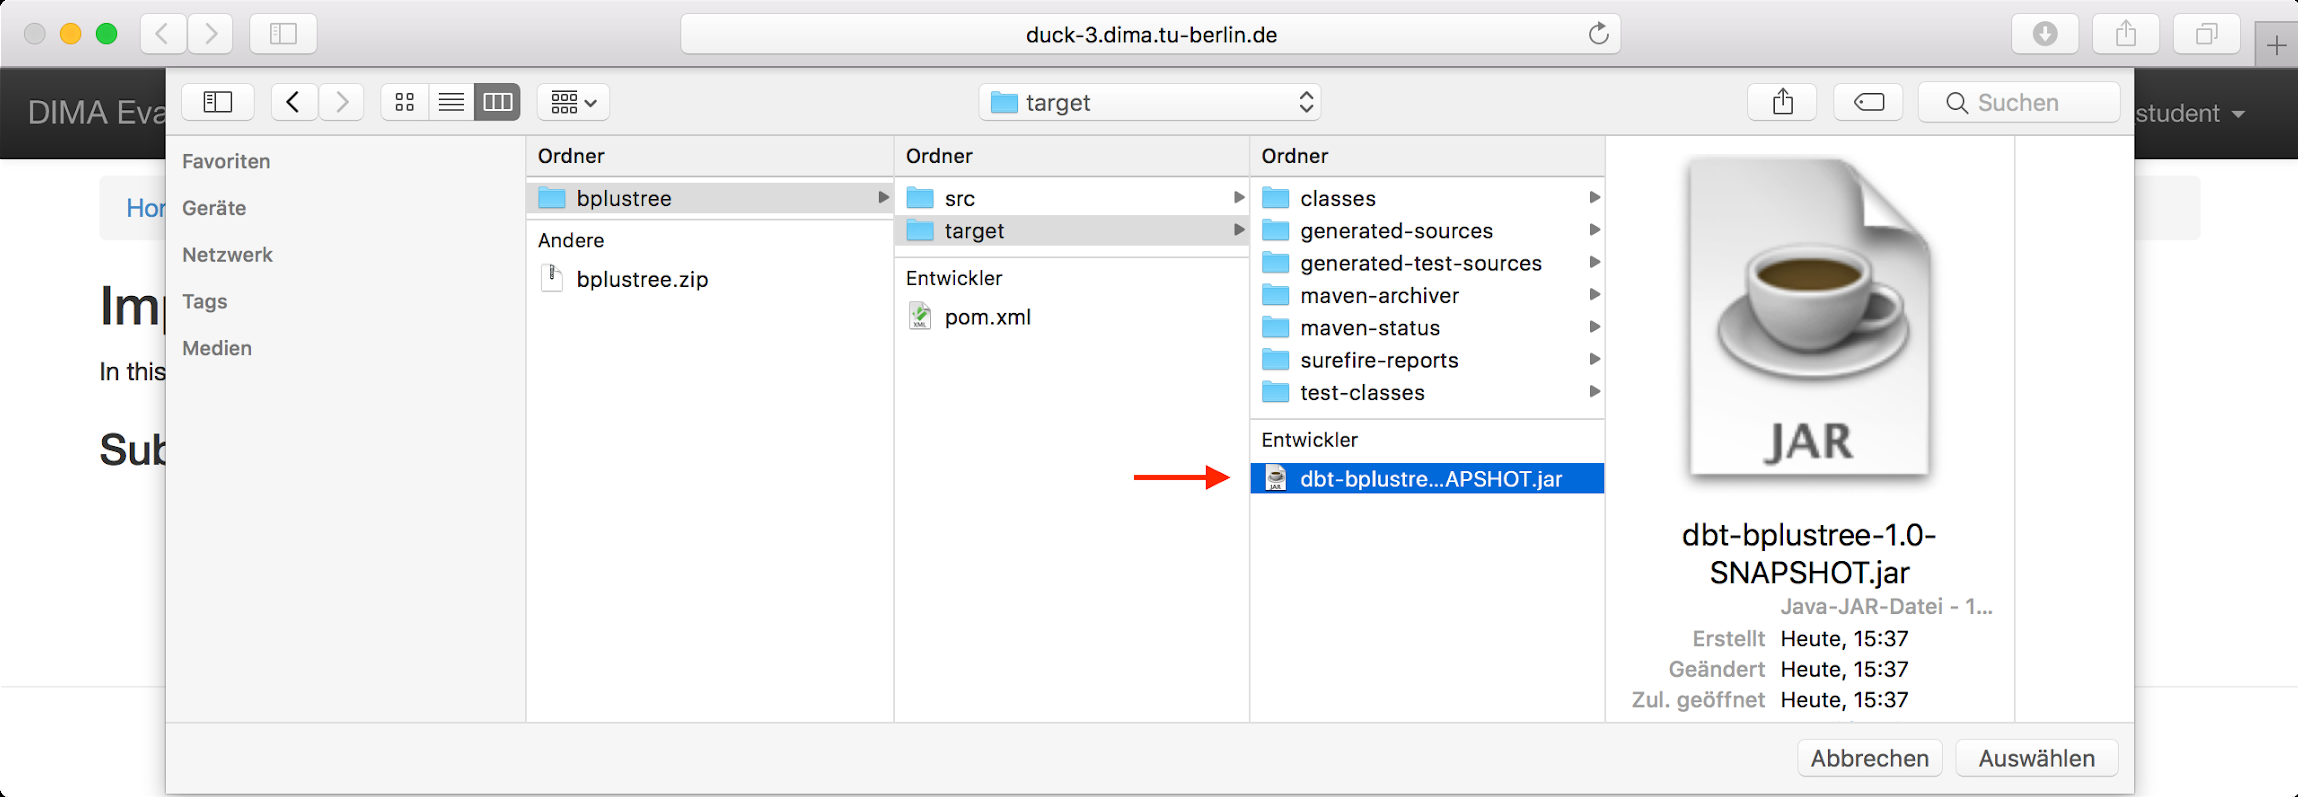 duck-3.dima.tu-berlin.de
DIMA Eva
target
Suchen
student
Favoriten
Geräte
Netzwerk
Tags
Medien
Hor
In this
Ordner
bplustree
Andere
bplustree.zip
Ordner
src
target
Entwickler
pom.xml
Ordner
classes
generated-sources
generated-test-sources
maven-archiver
maven-status
surefire-reports
test-classes
Entwickler
dbt-bplustre...APSHOT.jar
JAR
dbt-bplustree-1.0-
SNAPSHOT.jar
Java-JAR-Datei - 1...
Erstellt Heute, 15:37
Geändert Heute, 15:37
Zul. geöffnet Heute, 15:37
Abbrechen
Auswählen